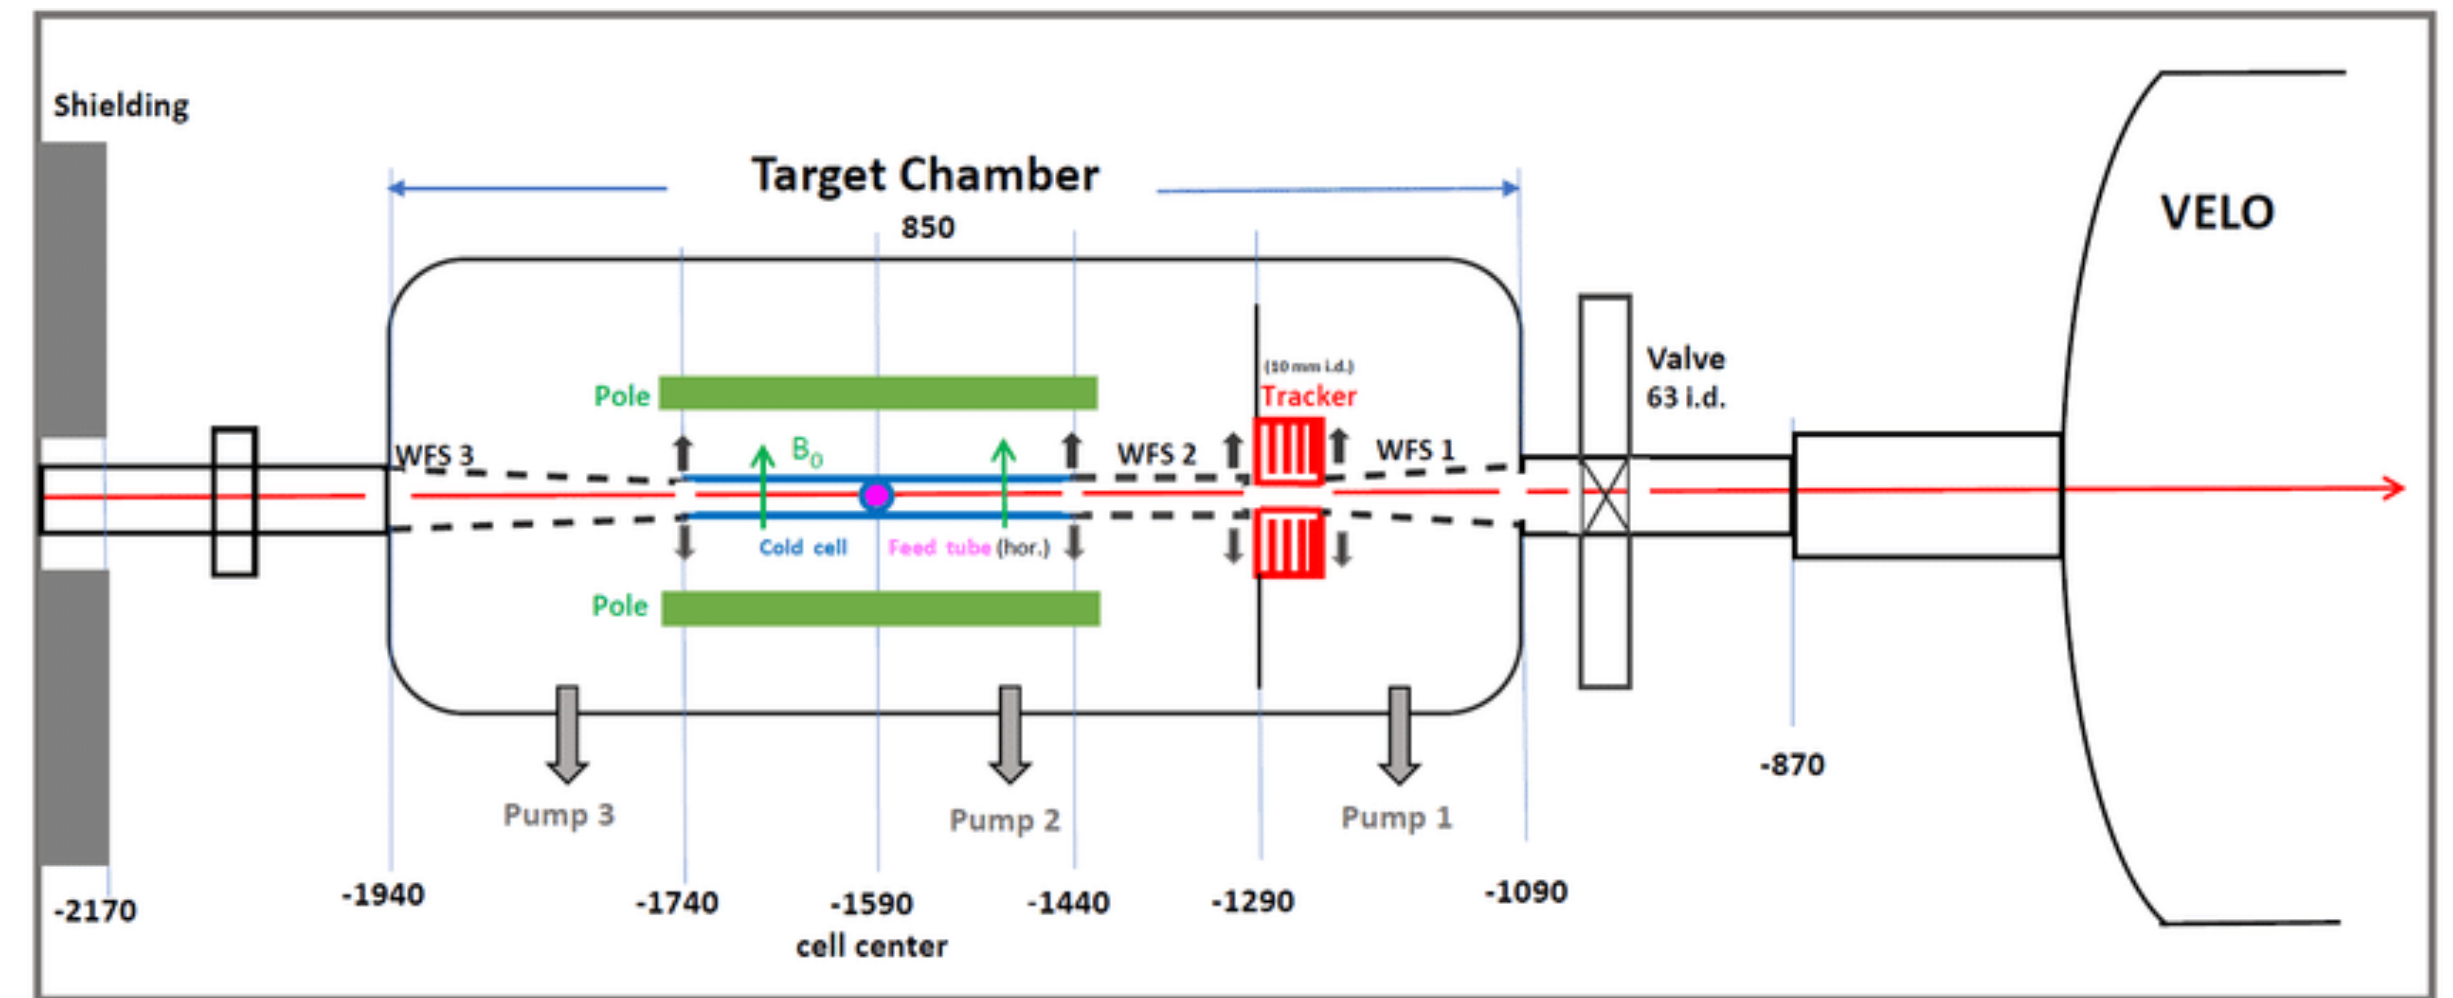 Shielding
Target Chamber
850
VELO
(10 mm i.d.)
Tracker
Valve
63 i.d.
Pole
WFS 3
B0
WFS 2
WFS 1
Cold cell
Feed tube (hor.)
Pole
Pump 3
Pump 2
Pump 1
-870
-2170
-1940
-1740
-1590
-1440
-1290
-1090
cell center